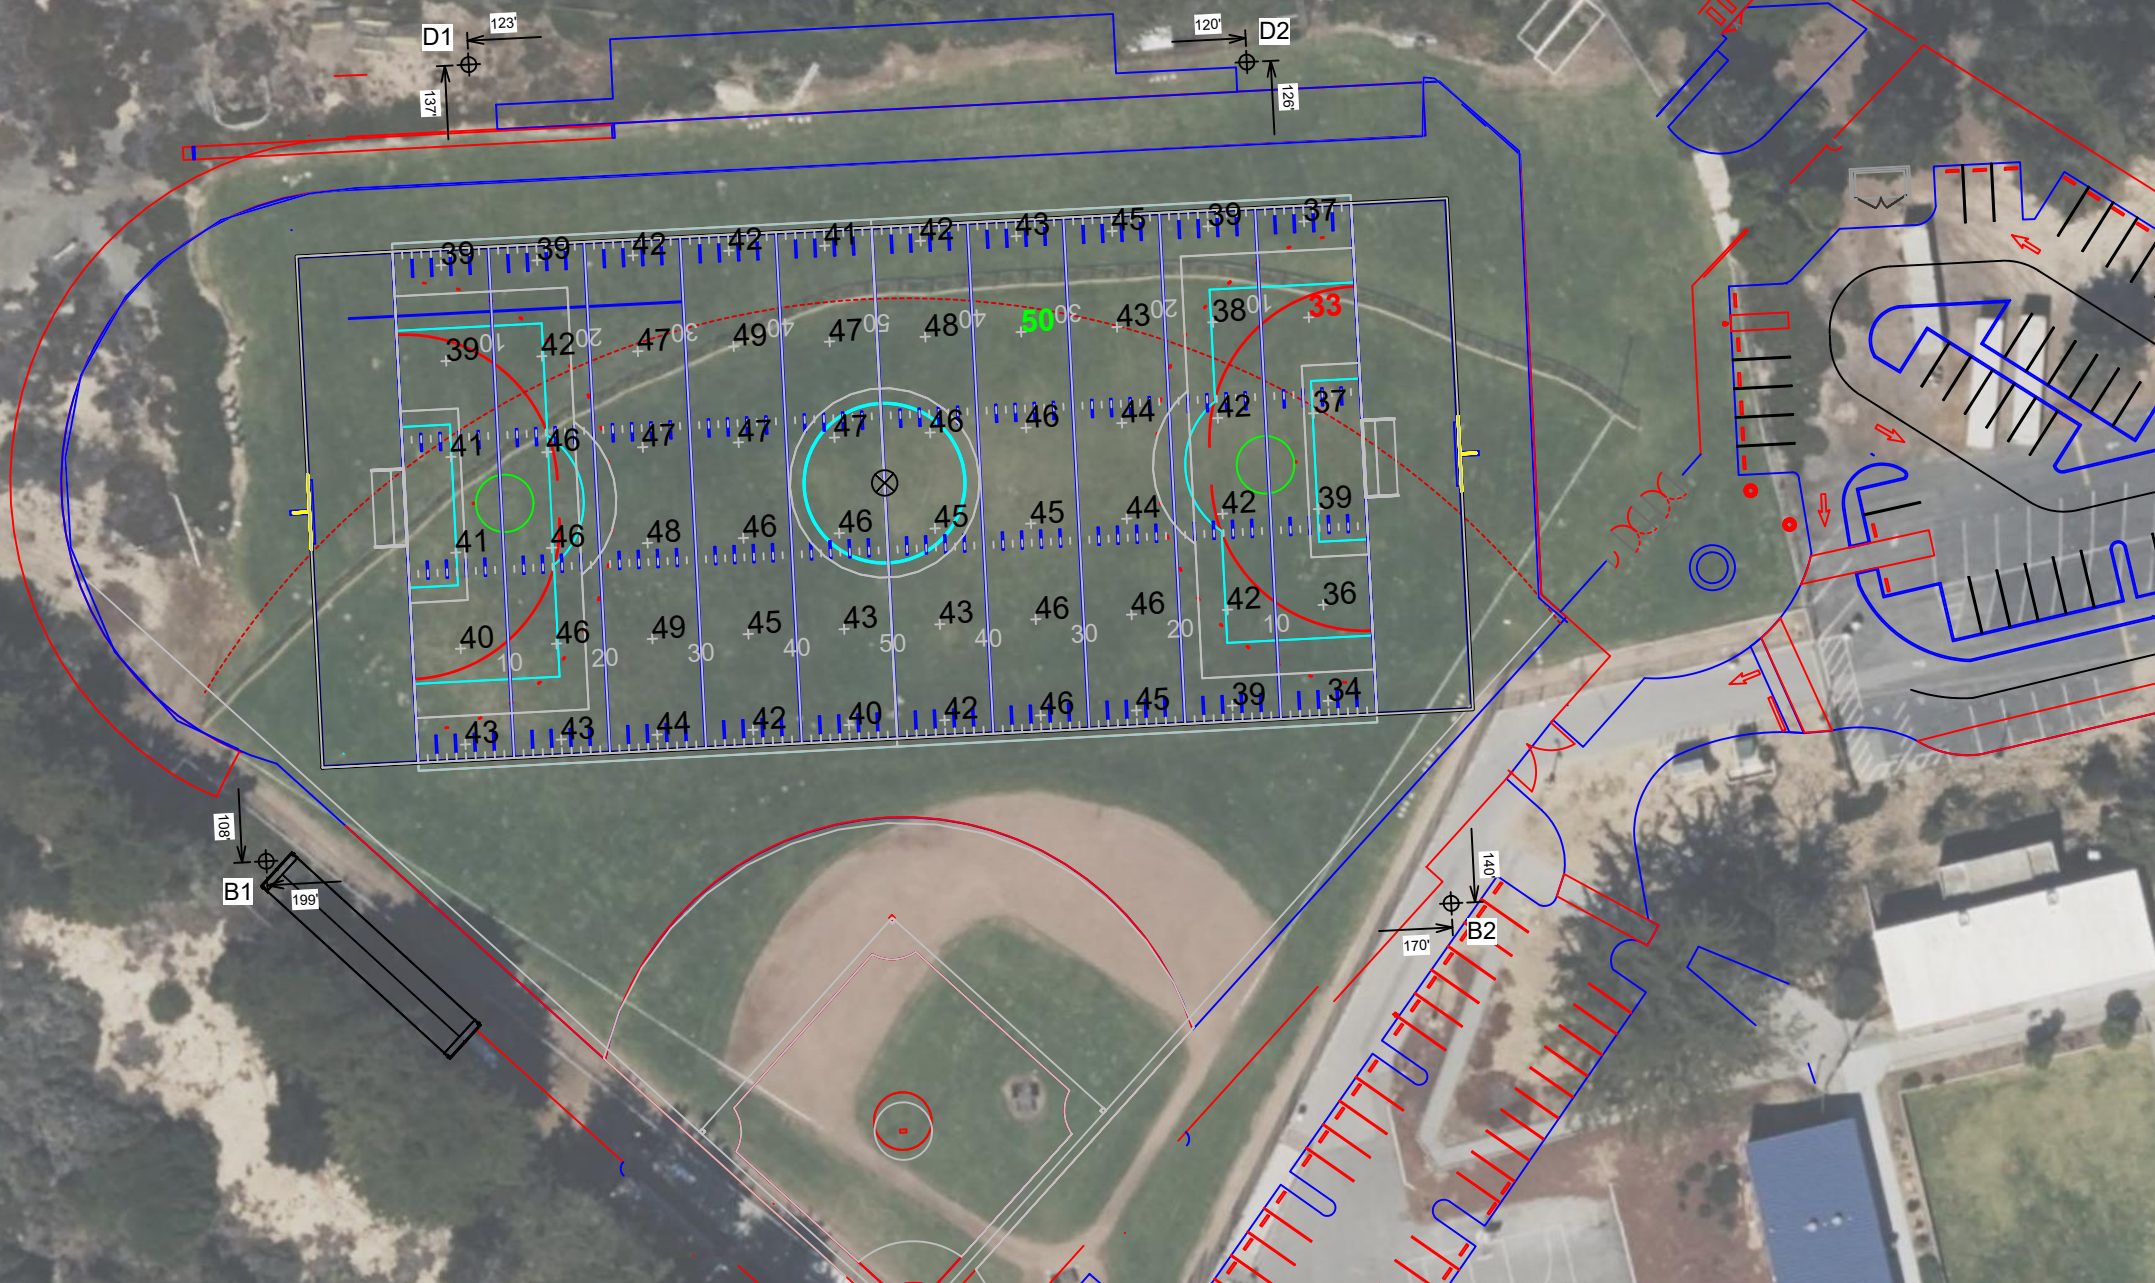 D1 123' 120' D2
137' 126'
39 39 42 42 41 42 43 45 39 37
39 42 47 49 47 48 50 43 38 33
10 20 30 40 50 40 30 20 10
41 46 47 47 47 46 46 44 42 37
41 46 48 46 46 45 45 44 42 39
40 46 49 45 43 43 46 46 42 36
10 20 30 40 50 40 30 20 10
43 43 44 42 40 42 46 45 39 34
108' 140'
B1 199' 170' B2